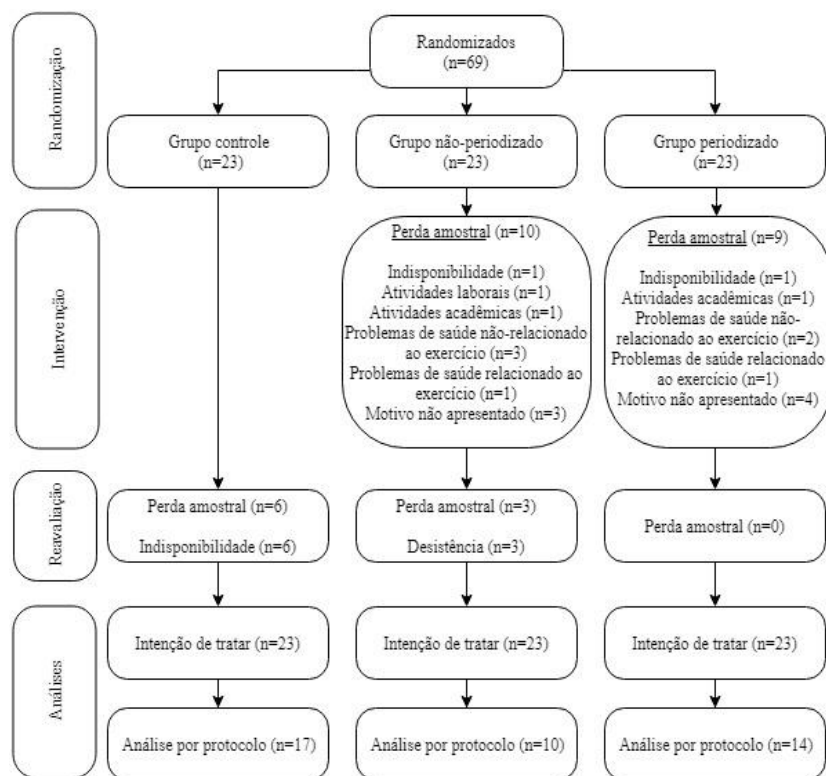 Randomização
Randomizados
(n=69)
Grupo controle
(n=23)
Grupo não-periodizado
(n=23)
Grupo periodizado
(n=23)
Intervenção
Perda amostral (n=10)
Indisponibilidade (n=1)
Atividades laborais (n=1)
Atividades acadêmicas (n=1)
Problemas de saúde não-relacionado
ao exercício (n=3)
Problemas de saúde relacionado ao
exercício (n=1)
Motivo não apresentado (n=3)
Perda amostral (n=9)
Indisponibilidade (n=1)
Atividades acadêmicas (n=1)
Problemas de saúde não-
relacionado ao exercício (n=2)
Problemas de saúde relacionado
ao exercício (n=1)
Motivo não apresentado (n=4)
Reavaliação
Perda amostral (n=6)
Indisponibilidade (n=6)
Perda amostral (n=3)
Desistência (n=3)
Perda amostral (n=0)
Análises
Intenção de tratar (n=23)
Intenção de tratar (n=23)
Intenção de tratar (n=23)
Análise por protocolo (n=17)
Análise por protocolo (n=10)
Análise por protocolo (n=14)